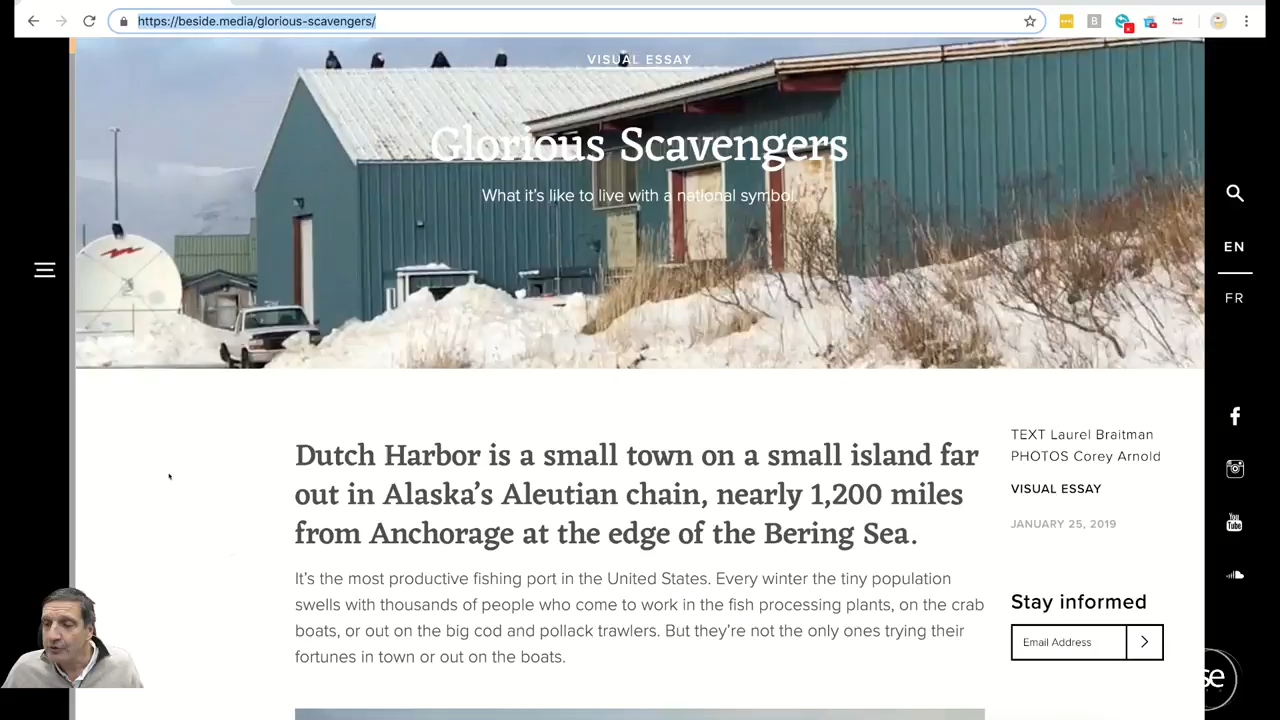 https://beside.media/glorious-scavengers/
VISUAL ESSAY
Glorious Scavengers
What it's like to live with a national symbol.
EN
FR
Dutch Harbor is a small town on a small island far
out in Alaska's Aleutian chain, nearly 1,200 miles
from Anchorage at the edge of the Bering Sea.
It's the most productive fishing port in the United States. Every winter the tiny population
swells with thousands of people who come to work in the fish processing plants, on the crab
boats, or out on the big cod and pollack trawlers. But they're not the only ones trying their
fortunes in town or out on the boats.
TEXT Laurel Braitman
PHOTOS Corey Arnold
VISUAL ESSAY
JANUARY 25, 2019
Stay informed
Email Address
se